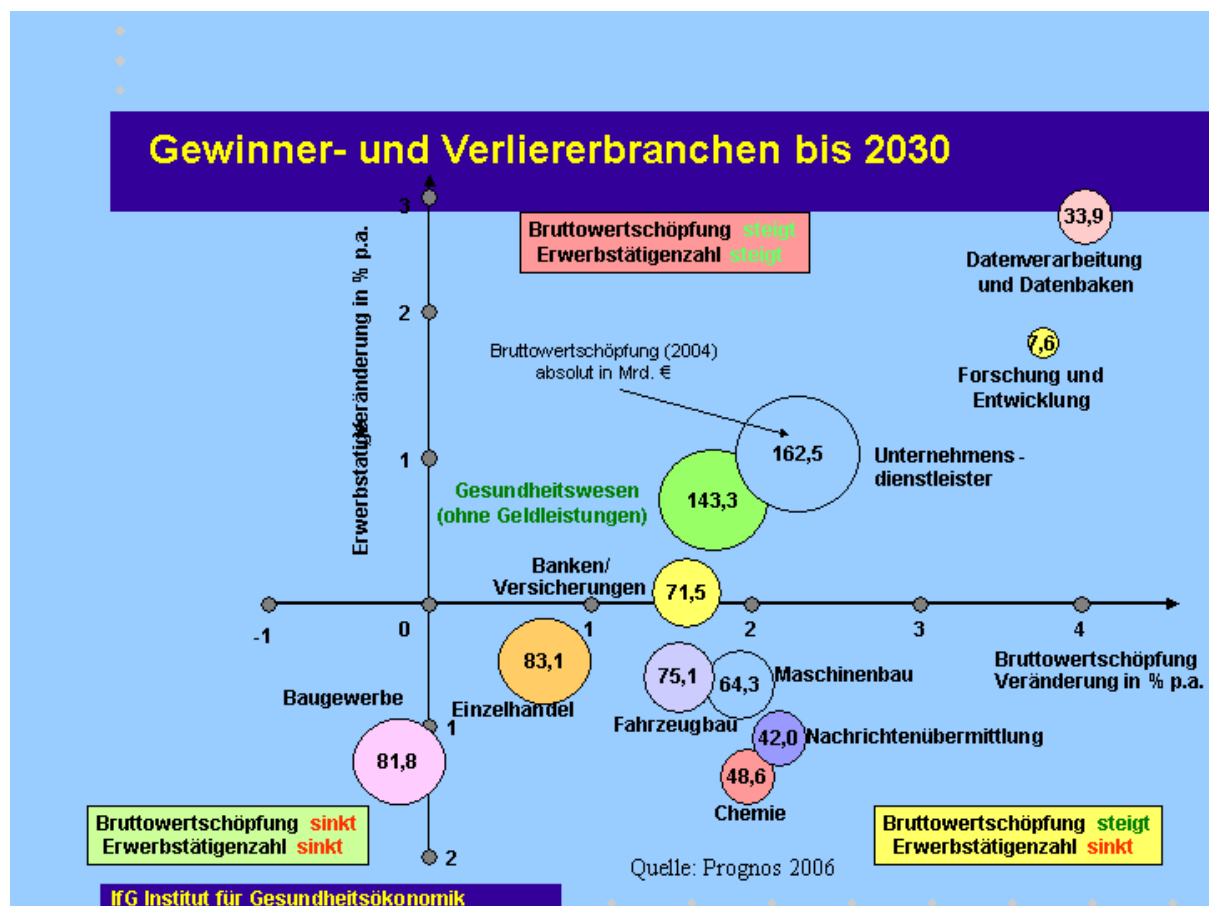 Gewinner- und Verliererbranchen bis 2030
3
Bruttowertschöpfung steigt
Erwerbstätigenzahl steigt
33,9
Datenverarbeitung
und Datenbaken
2
Erwerbstätige
Veränderung in % p.a.
Bruttowertschöpfung (2004)
absolut in Mrd. €
7,6
Forschung und
Entwicklung
1
162,5
Unternehmens -
dienstleister
Gesundheitswesen
(ohne Geldleistungen)
143,3
Banken/
Versicherungen
71,5
-1
0
1
2
3
4
Bruttowertschöpfung
Veränderung in % p.a.
83,1
Einzelhandel
75,1
Fahrzeugbau
64,3
Maschinenbau
Baugewerbe
81,8
1
42,0
Nachrichtenübermittlung
48,6
Chemie
Bruttowertschöpfung sinkt
Erwerbstätigenzahl sinkt
Bruttowertschöpfung steigt
Erwerbstätigenzahl sinkt
2
Quelle: Prognos 2006
IfG Institut für Gesundheitsökonomik